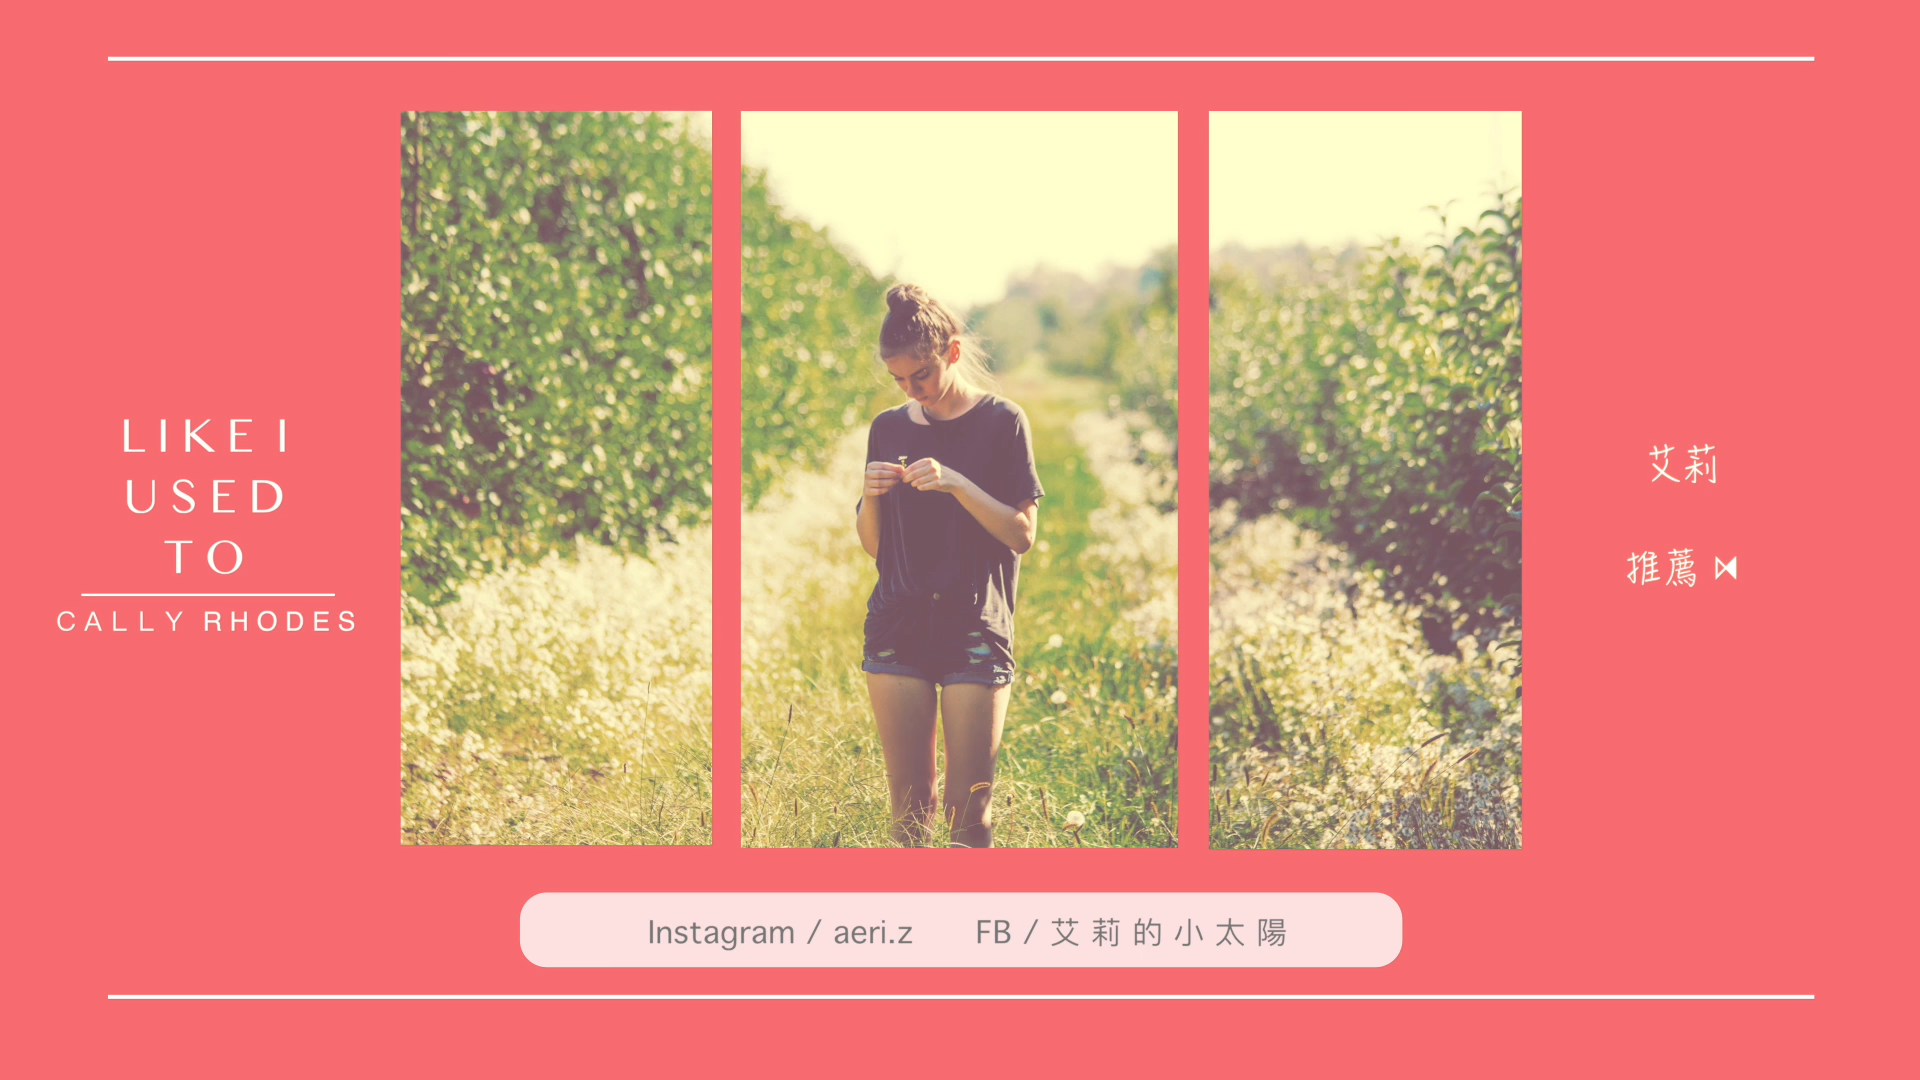 LIKE I
USED
TO
CALLY RHODES
艾莉
推薦 ⧓
Instagram / aeri.z FB / 艾莉的小太陽